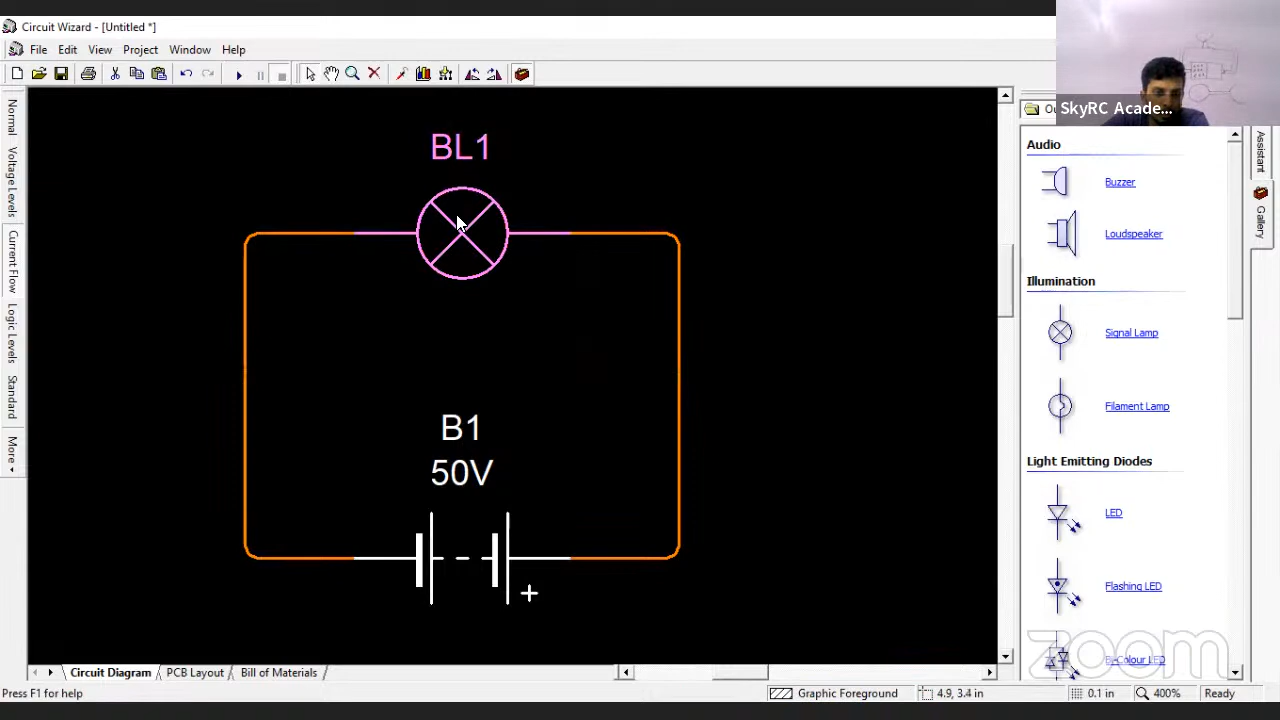 Circuit Wizard - [Untitled *]
File Edit View Project Window Help
SkyRC Acade...
Normal
Voltage Levels
Current Flow
Logic Levels
Standard
More
BL1
B1
50V
+
Audio
Buzzer
Loudspeaker
Illumination
Signal Lamp
Filament Lamp
Light Emitting Diodes
LED
Flashing LED
Bi-Colour LED
Assistant
Gallery
zoom
Circuit Diagram PCB Layout Bill of Materials
Press F1 for help
Graphic Foreground 4.9, 3.4 in 0.1 in 400% Ready